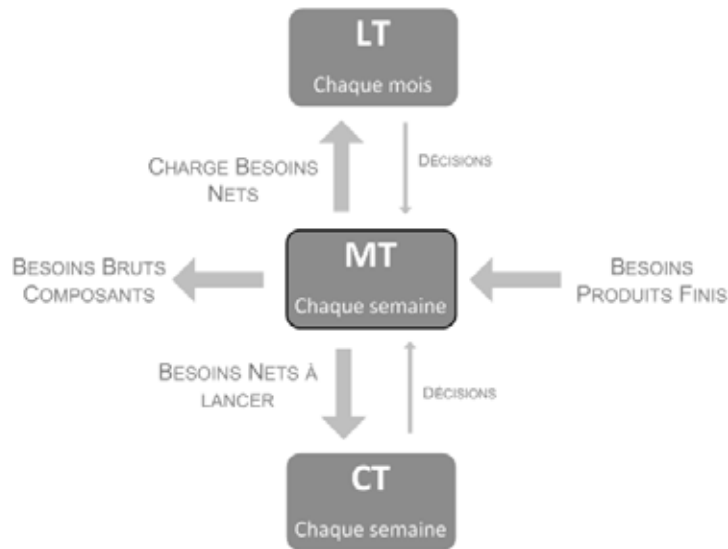 LT
Chaque mois
CHARGE BESOINS
NETS
DÉCISIONS
BESOINS BRUTS
COMPOSANTS
MT
Chaque semaine
BESOINS
PRODUITS FINIS
BESOINS NETS À
LANCER
DÉCISIONS
CT
Chaque semaine